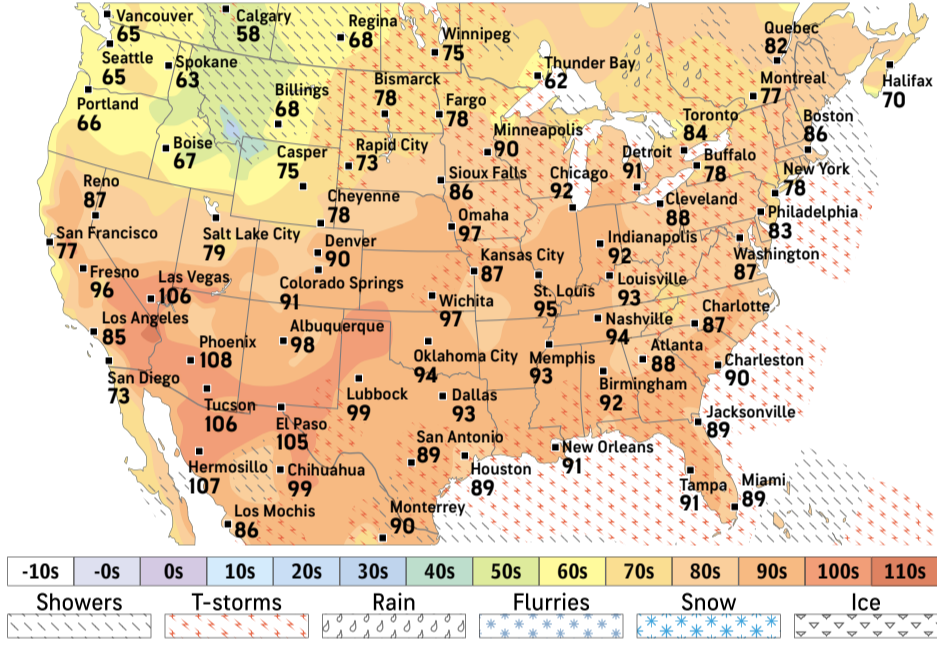 Vancouver
65
Calgary
58
Regina
68
Winnipeg
75
Quebec
82
Seattle
65
Spokane
63
Thunder Bay
62
Halifax
70
Portland
66
Billings
68
Bismarck
78
Fargo
78
Montreal
77
Toronto
84
Boston
86
Boise
67
Casper
75
Rapid City
73
Minneapolis
90
Detroit
91
Buffalo
78
New York
78
Reno
87
Cheyenne
78
Sioux Falls
86
Chicago
92
Cleveland
88
Philadelphia
83
San Francisco
77
Salt Lake City
79
Denver
90
Omaha
97
Indianapolis
92
Washington
87
Fresno
96
Las Vegas
106
Colorado Springs
91
Kansas City
87
St. Louis
95
Louisville
93
Los Angeles
85
Wichita
97
Charlotte
87
Phoenix
108
Albuquerque
98
Nashville
94
San Diego
73
Oklahoma City
94
Memphis
93
Atlanta
88
Charleston
90
Tucson
106
Lubbock
99
Dallas
93
Birmingham
92
El Paso
105
Jacksonville
89
San Antonio
89
New Orleans
91
Hermosillo
107
Chihuahua
99
Houston
89
Tampa
91
Miami
89
Los Mochis
86
Monterrey
90
-10s -0s 0s 10s 20s 30s 40s 50s 60s 70s 80s 90s 100s 110s
Showers T-storms Rain Flurries Snow Ice